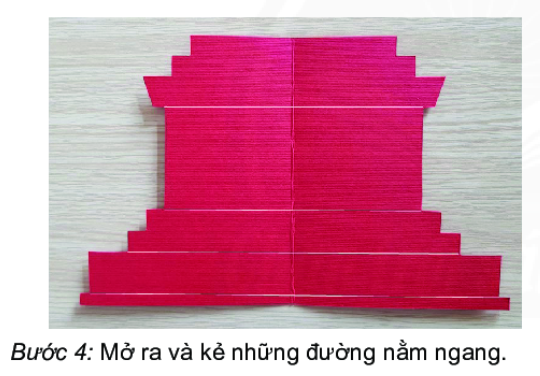 Bước 4: Mở ra và kẻ những đường nằm ngang.